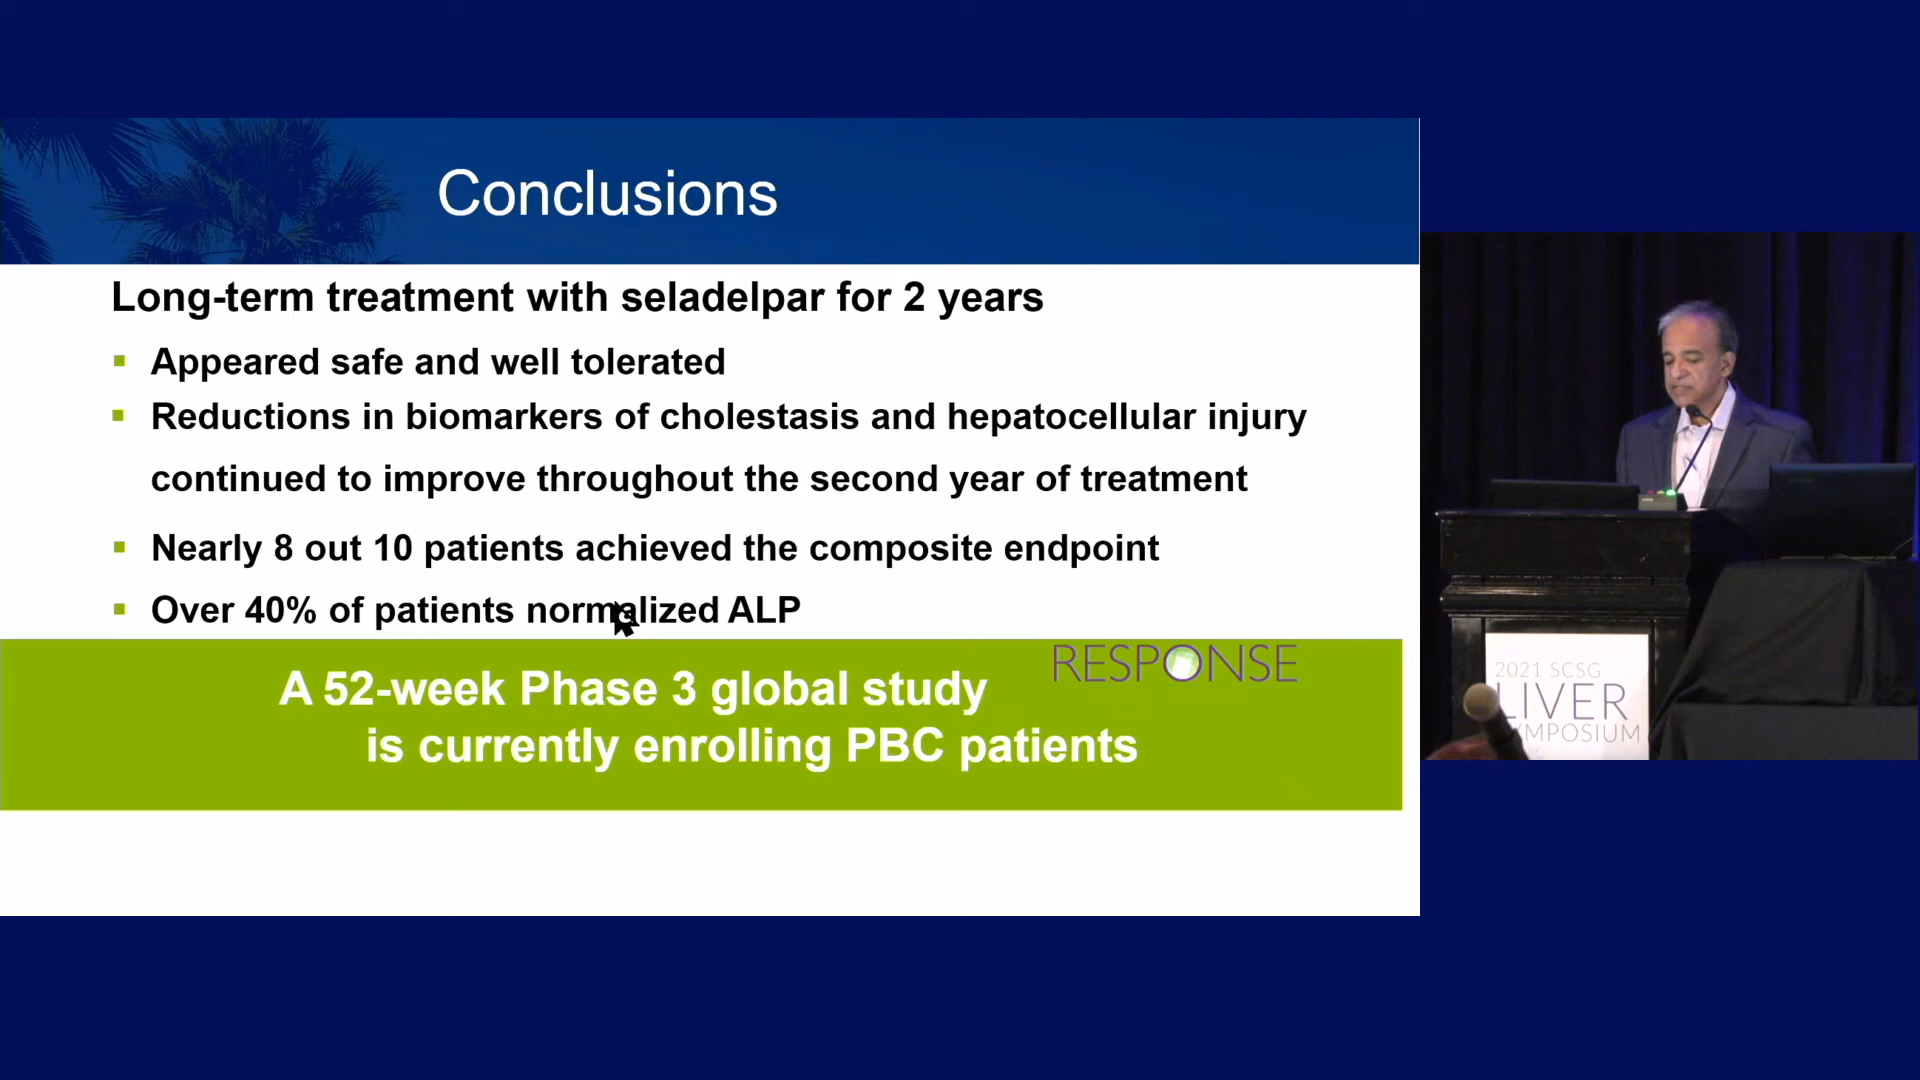 Conclusions
Long-term treatment with seladelpar for 2 years
▪ Appeared safe and well tolerated
▪ Reductions in biomarkers of cholestasis and hepatocellular injury
continued to improve throughout the second year of treatment
▪ Nearly 8 out 10 patients achieved the composite endpoint
▪ Over 40% of patients normalized ALP
RESPONSE
A 52-week Phase 3 global study
is currently enrolling PBC patients
2021 SCSG
LIVER
YMPOSIUM